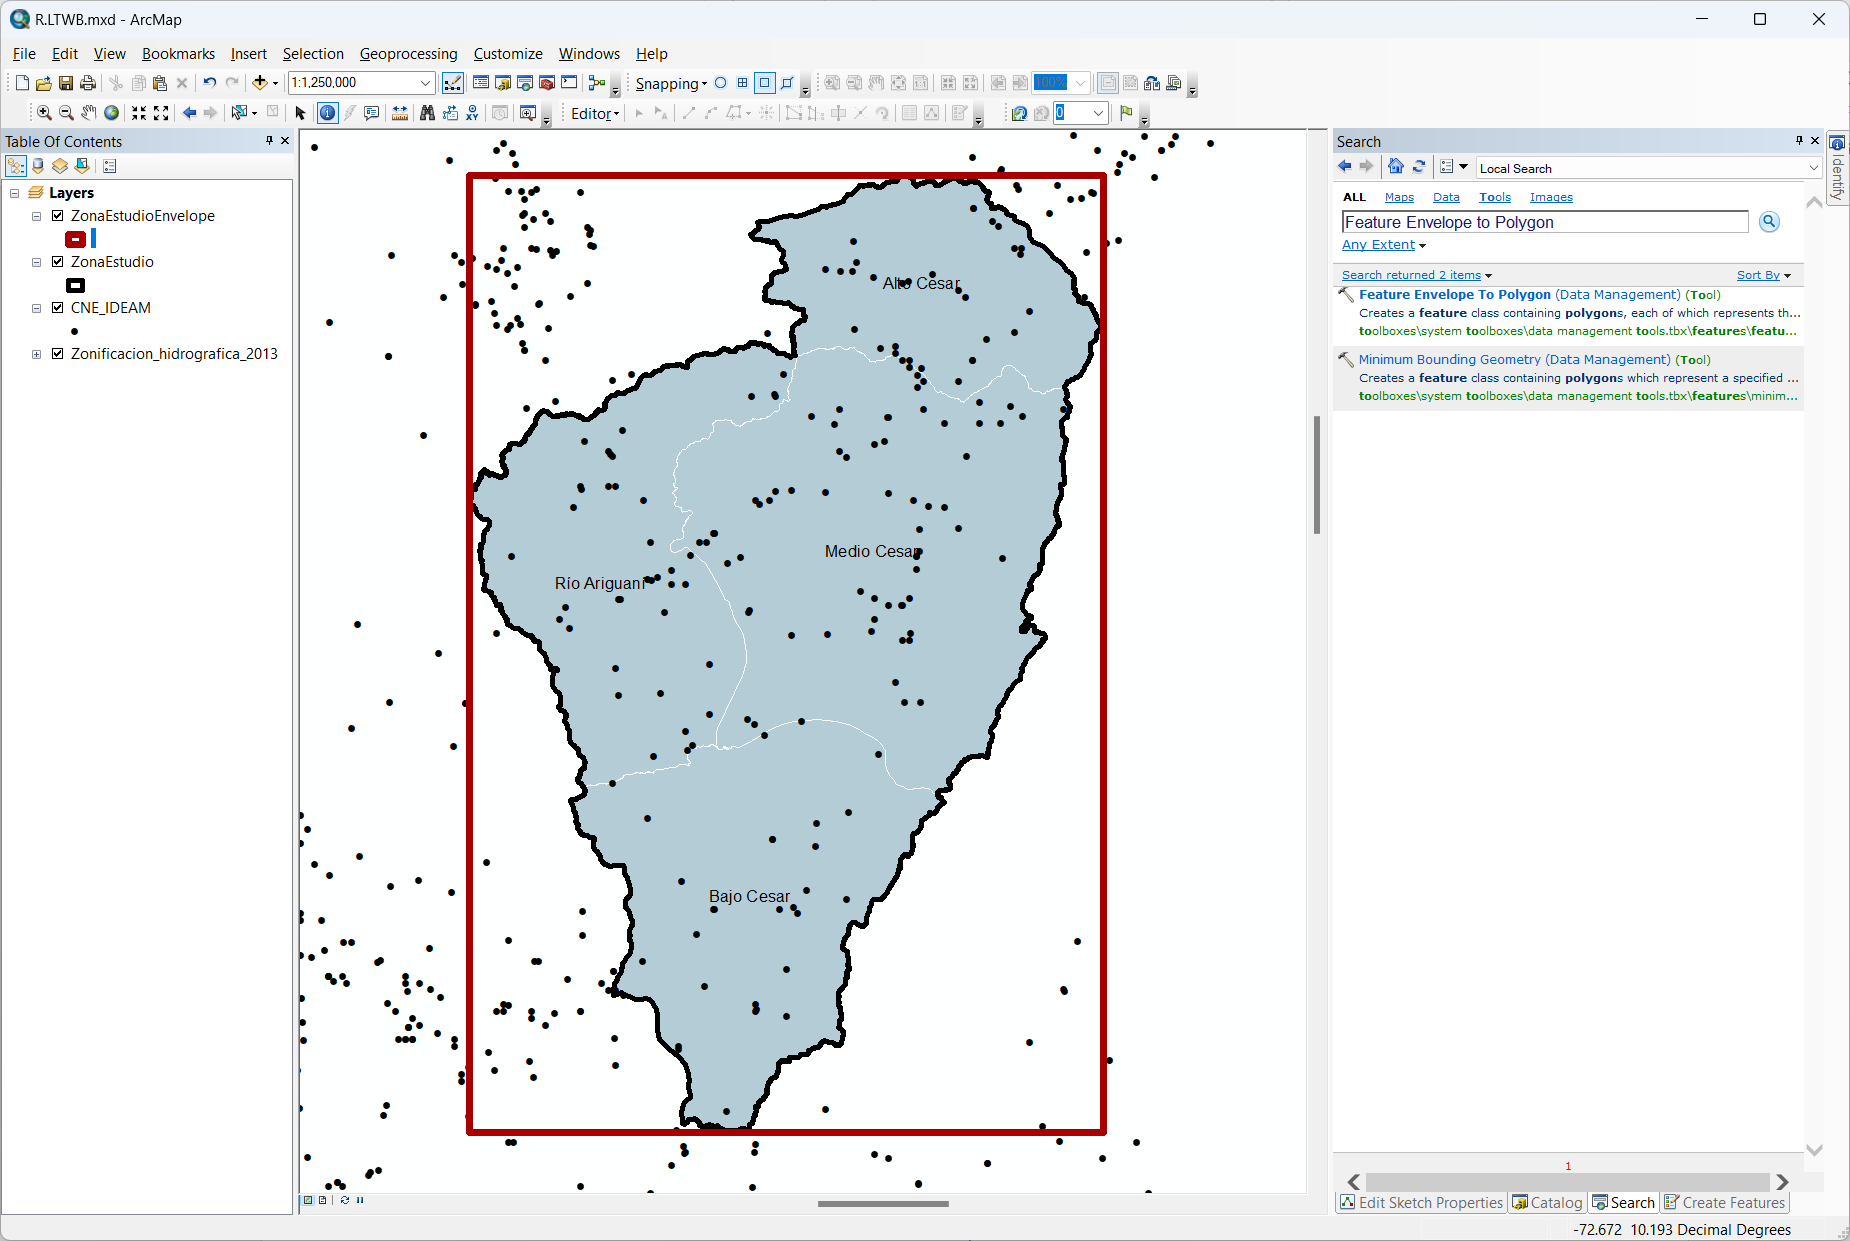 R.LTWB.mxd - ArcMap
File Edit View Bookmarks Insert Selection Geoprocessing Customize Windows Help
1:1,250,000
Snapping
100%
Editor
0
Table Of Contents
Layers
ZonaEstudioEnvelope
ZonaEstudio
CNE_IDEAM
Zonificacion_hidrografica_2013
Alto Cesar
Medio Cesar
Río Ariguaní
Bajo Cesar
Search
Local Search
ALL Maps Data Tools Images
Feature Envelope to Polygon
Any Extent
Search returned 2 items Sort By
Feature Envelope To Polygon (Data Management) (Tool)
Creates a feature class containing polygons, each of which represents th...
toolboxes\system toolboxes\data management tools.tbx\features\featu...
Minimum Bounding Geometry (Data Management) (Tool)
Creates a feature class containing polygons which represent a specified ...
toolboxes\system toolboxes\data management tools.tbx\features\minim...
1
Edit Sketch Properties Catalog Search Create Features
Identify
-72.672 10.193 Decimal Degrees